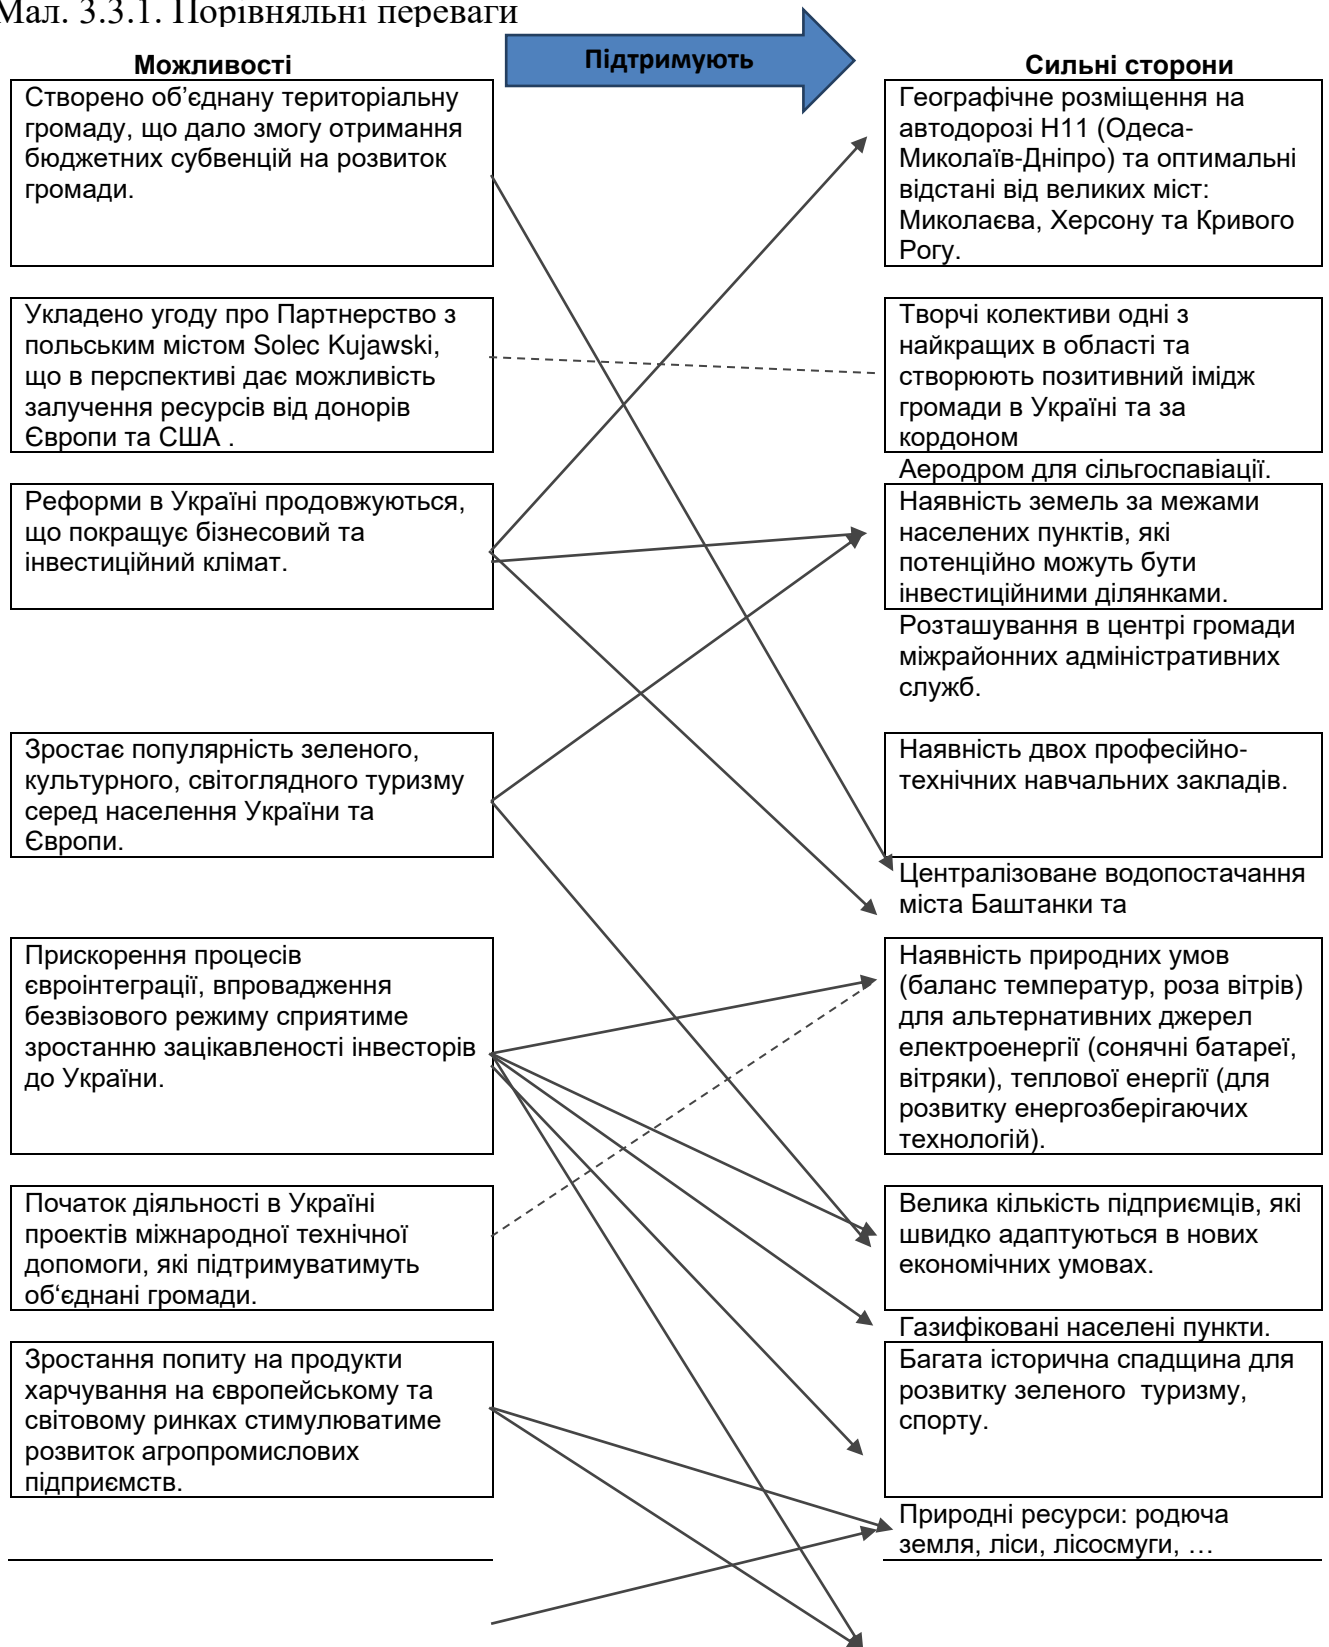 Мал. 3.3.1. Порівняльні переваги
Підтримують
Можливості
Створено об’єднану територіальну
громаду, що дало змогу отримання
бюджетних субвенцій на розвиток
громади.
Укладено угоду про Партнерство з
польським містом Solec Kujawski,
що в перспективі дає можливість
залучення ресурсів від донорів
Європи та США .
Реформи в Україні продовжуються,
що покращує бізнесовий та
інвестиційний клімат.
Зростає популярність зеленого,
культурного, світоглядного туризму
серед населення України та
Європи.
Прискорення процесів
євроінтеграції, впровадження
безвізового режиму сприятиме
зростанню зацікавленості інвесторів
до України.
Початок діяльності в Україні
проектів міжнародної технічної
допомоги, які підтримуватимуть
об‘єднані громади.
Зростання попиту на продукти
харчування на європейському та
світовому ринках стимулюватиме
розвиток агропромислових
підприємств.
Сильні сторони
Географічне розміщення на
автодорозі Н11 (Одеса-
Миколаїв-Дніпро) та оптимальні
відстані від великих міст:
Миколаєва, Херсону та Кривого
Рогу.
Творчі колективи одні з
найкращих в області та
створюють позитивний імідж
громади в Україні та за
кордоном
Аеродром для сільгоспавіації.
Наявність земель за межами
населених пунктів, які
потенційно можуть бути
інвестиційними ділянками.
Розташування в центрі громади
міжрайонних адміністративних
служб.
Наявність двох професійно-
технічних навчальних закладів.
Централізоване водопостачання
міста Баштанки та
Наявність природних умов
(баланс температур, роза вітрів)
для альтернативних джерел
електроенергії (сонячні батареї,
вітряки), теплової енергії (для
розвитку енергозберігаючих
технологій).
Велика кількість підприємців, які
швидко адаптуються в нових
економічних умовах.
Газифіковані населені пункти.
Багата історична спадщина для
розвитку зеленого  туризму,
спорту.
Природні ресурси: родюча
земля, ліси, лісосмуги, …